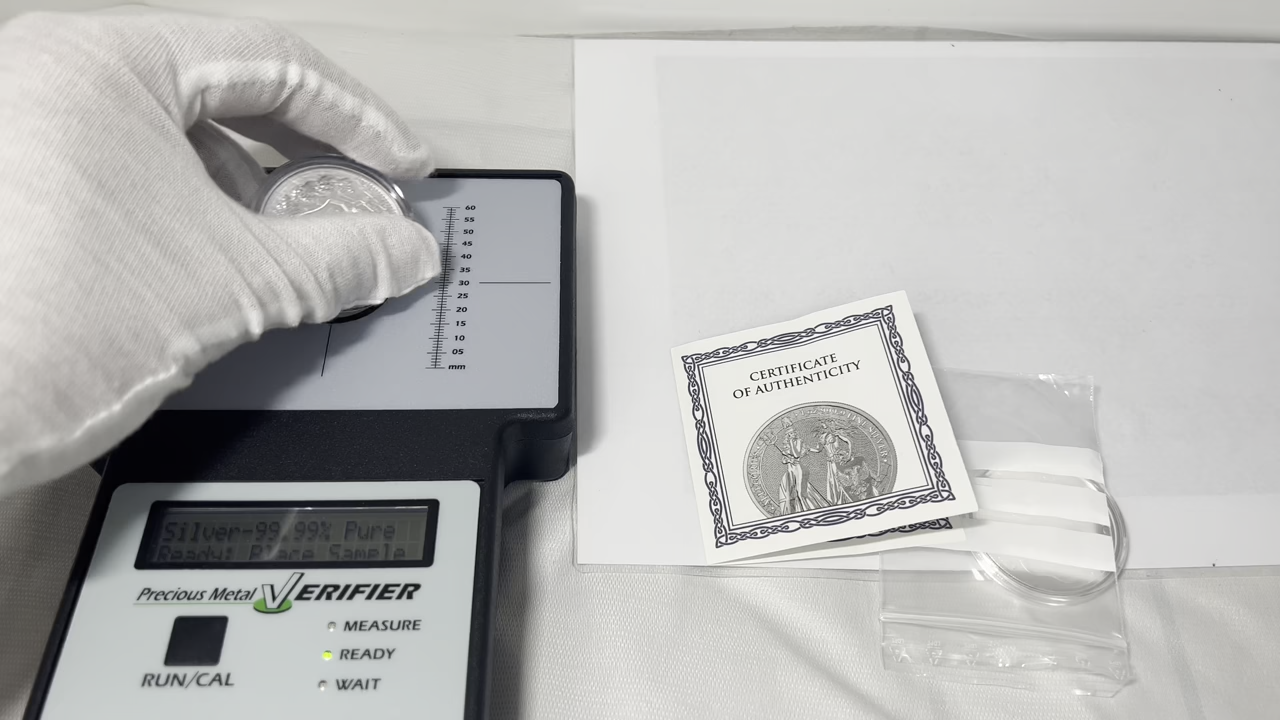 60
55
50
45
40
35
30
25
20
15
10
05
mm
CERTIFICATE
OF AUTHENTICITY
Silver-99.99% Pure
Ready: Place Sample
Precious Metal VERIFIER
MEASURE
READY
RUN/CAL
WAIT